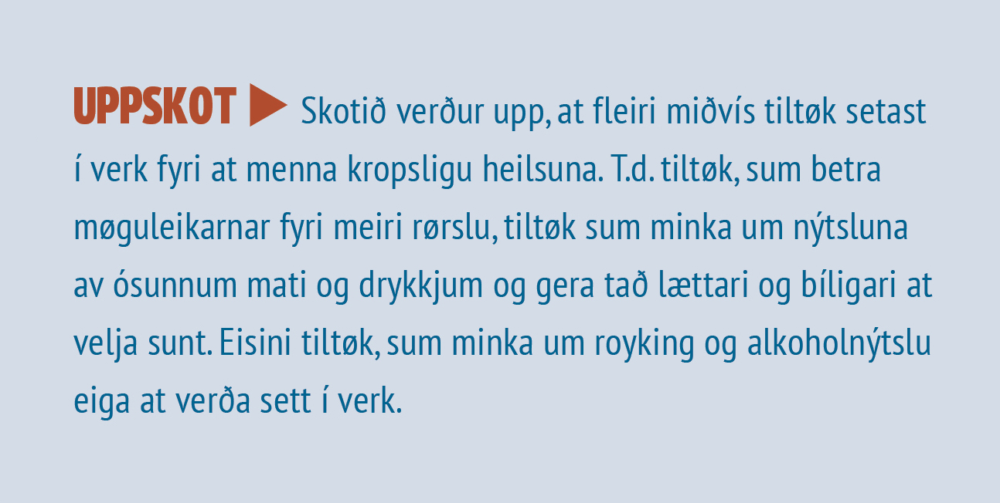 UPPSKOT ▶ Skotið verður upp, at fleiri miðvís tiltøk setast
í verk fyri at menna kropsligu heilsuna. T.d. tiltøk, sum betra
møguleikarnar fyri meiri rørslu, tiltøk sum minka um nýtsluna
av ósunnum mati og drykkjum og gera tað lættari og bíligari at
velja sunt. Eisini tiltøk, sum minka um royking og alkoholnýtslu
eiga at verða sett í verk.